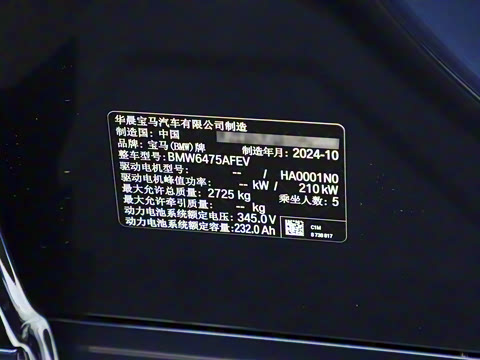 华晨宝马汽车有限公司制造
制造国: 中国
品牌: 宝马(BMW)牌 制造年月: 2024-10
整车型号: BMW6475AFEV
驱动电机型号: -- / HA0001N0
驱动电机峰值功率: -- kW / 210 kW
最大允许总质量: 2725 kg 乘坐人数: 5
最大允许牵引质量: -- kg
动力电池系统额定电压: 345.0 V
动力电池系统额定容量: 232.0 Ah
C1M
8 730 917